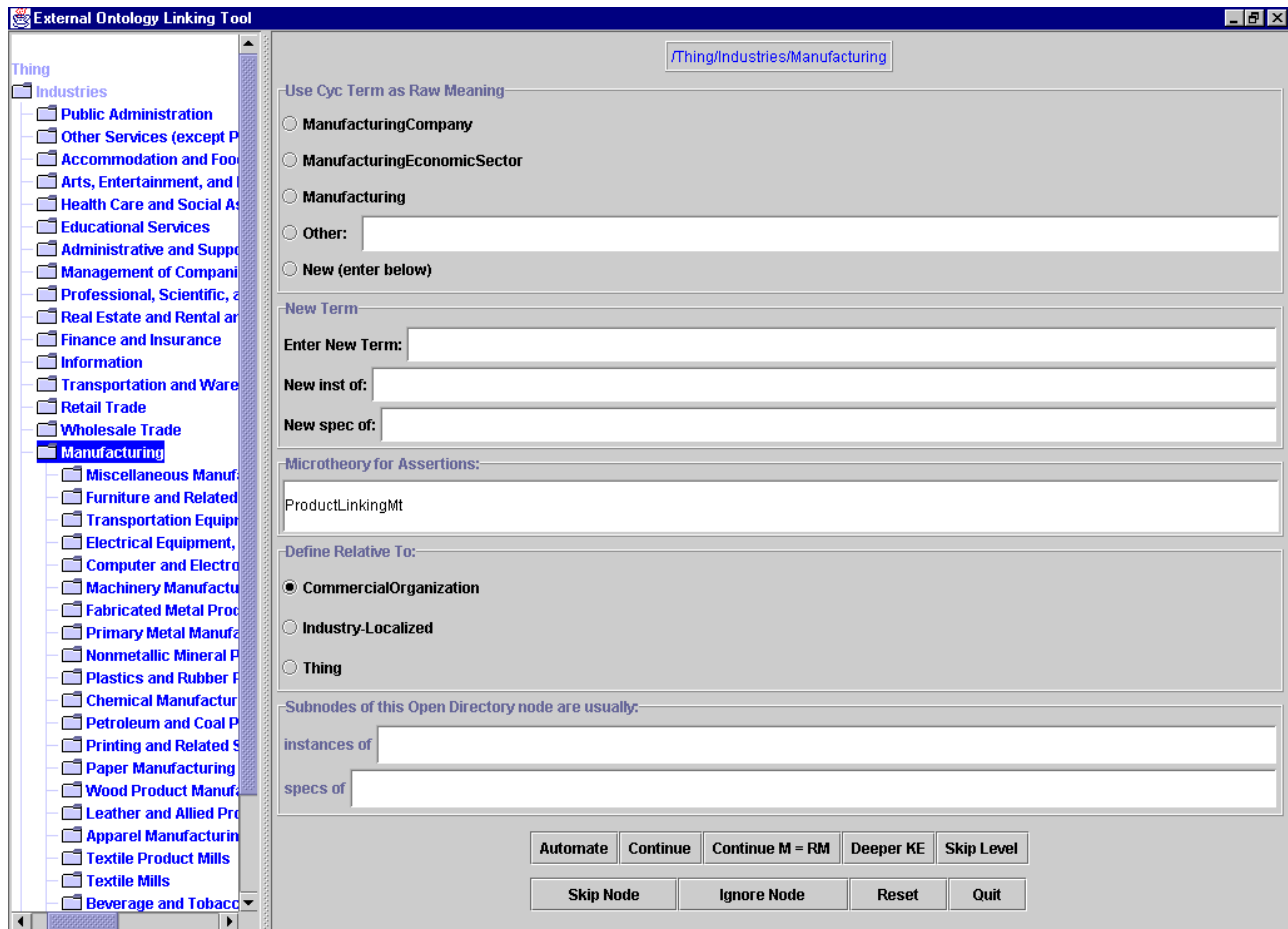 External Ontology Linking Tool
Thing
Industries
Public Administration
Other Services (except P
Accommodation and Foo
Arts, Entertainment, and
Health Care and Social As
Educational Services
Administrative and Suppo
Management of Compani
Professional, Scientific, a
Real Estate and Rental an
Finance and Insurance
Information
Transportation and Ware
Retail Trade
Wholesale Trade
Manufacturing
Miscellaneous Manufa
Furniture and Related
Transportation Equipm
Electrical Equipment,
Computer and Electro
Machinery Manufactu
Fabricated Metal Prod
Primary Metal Manufa
Nonmetallic Mineral P
Plastics and Rubber P
Chemical Manufactur
Petroleum and Coal P
Printing and Related S
Paper Manufacturing
Wood Product Manufa
Leather and Allied Pro
Apparel Manufacturin
Textile Product Mills
Textile Mills
Beverage and Tobacc
/Thing/Industries/Manufacturing
Use Cyc Term as Raw Meaning
ManufacturingCompany
ManufacturingEconomicSector
Manufacturing
Other:
New (enter below)
New Term
Enter New Term:
New inst of:
New spec of:
Microtheory for Assertions:
ProductLinkingMt
Define Relative To:
CommercialOrganization
Industry-Localized
Thing
Subnodes of this Open Directory node are usually:
instances of
specs of
Automate Continue Continue M = RM Deeper KE Skip Level
Skip Node Ignore Node Reset Quit